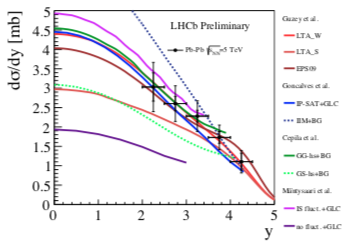 LHCb Preliminary
Pb-Pb √sNN=5 TeV
dσ/dy [mb]
5
4.5
4
3.5
3
2.5
2
1.5
1
0.5
0
0 1 2 3 4 5
y
Guzey et al.
LTA_W
LTA_S
EPS09
Goncalves et al.
IP-SAT+GLC
IIM+BG
Cepila et al.
GG-hs+BG
GS-hs+BG
Mäntysaari et al.
IS fluct.+GLC
no fluct.+GLC